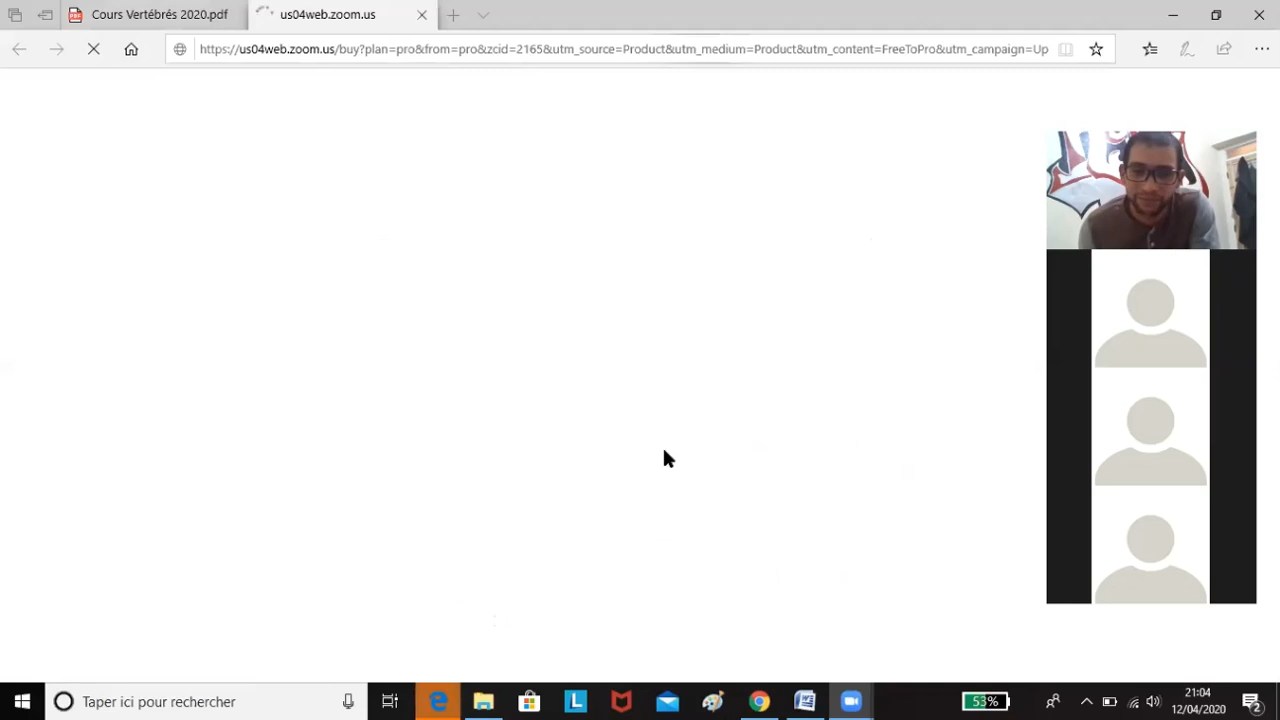 Cours Vertébrés 2020.pdf
us04web.zoom.us
https://us04web.zoom.us/buy?plan=pro&from=pro&zcid=2165&utm_source=Product&utm_medium=Product&utm_content=FreeToPro&utm_campaign=Up
Taper ici pour rechercher
53%
21:04
12/04/2020
2